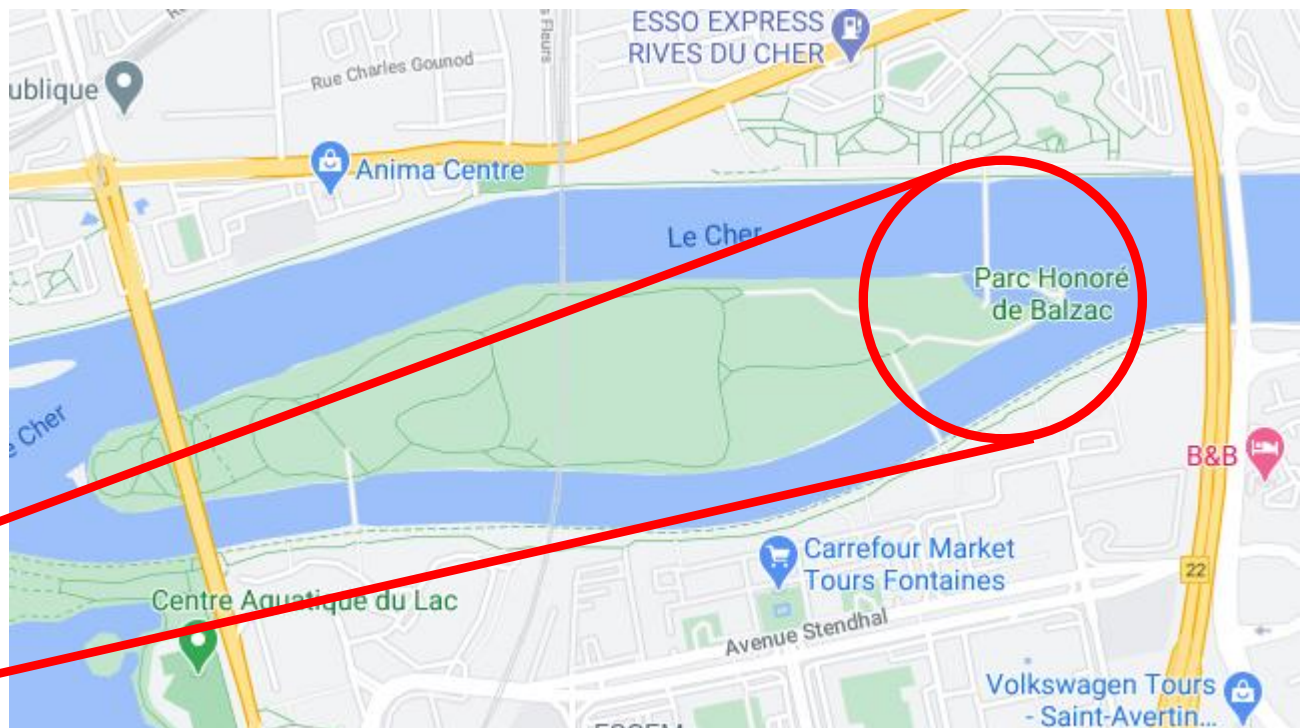 ESSO EXPRESS
RIVES DU CHER
Fleurs
Rue Charles Gounod
ublique
Anima Centre
Le Cher
Parc Honoré
de Balzac
e Cher
B&B
Carrefour Market
Tours Fontaines
22
Centre Aquatique du Lac
Avenue Stendhal
Volkswagen Tours
- Saint-Avertin...